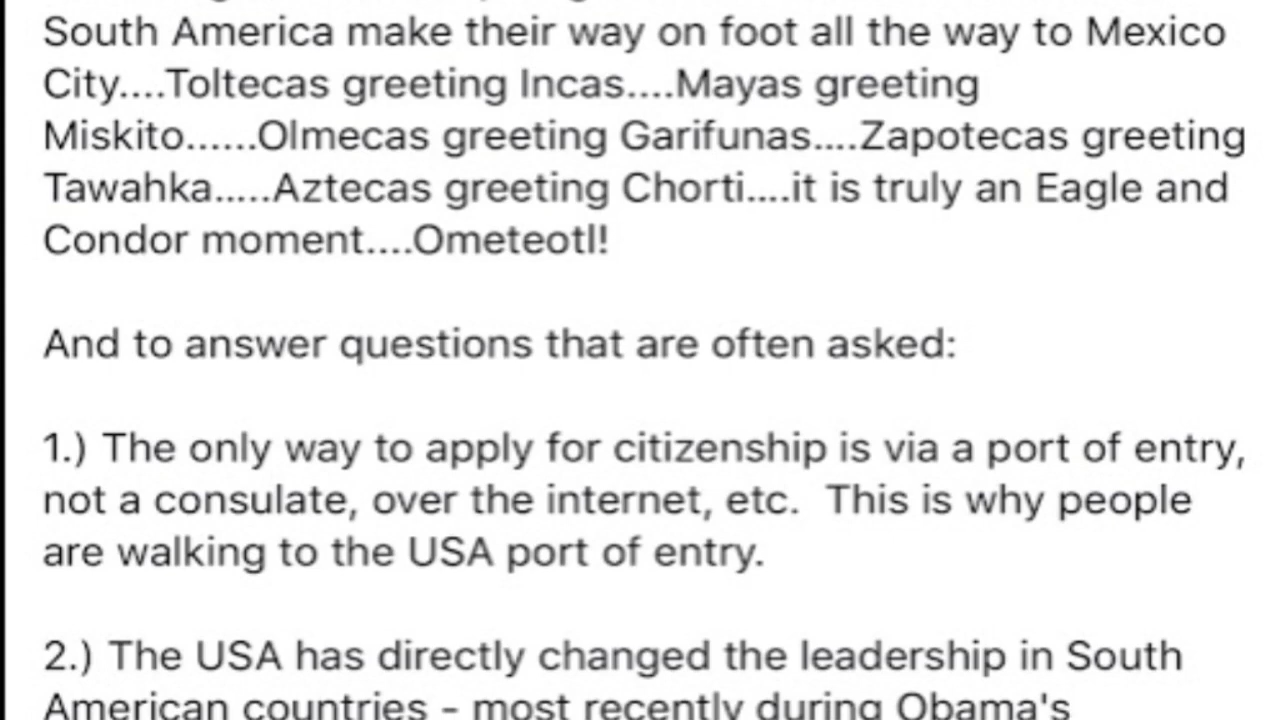 South America make their way on foot all the way to Mexico
City....Toltecas greeting Incas....Mayas greeting
Miskito......Olmecas greeting Garifunas....Zapotecas greeting
Tawahka.....Aztecas greeting Chorti....it is truly an Eagle and
Condor moment....Ometeotl!
And to answer questions that are often asked:
1.) The only way to apply for citizenship is via a port of entry,
not a consulate, over the internet, etc.  This is why people
are walking to the USA port of entry.
2.) The USA has directly changed the leadership in South
American countries - most recently during Obama's